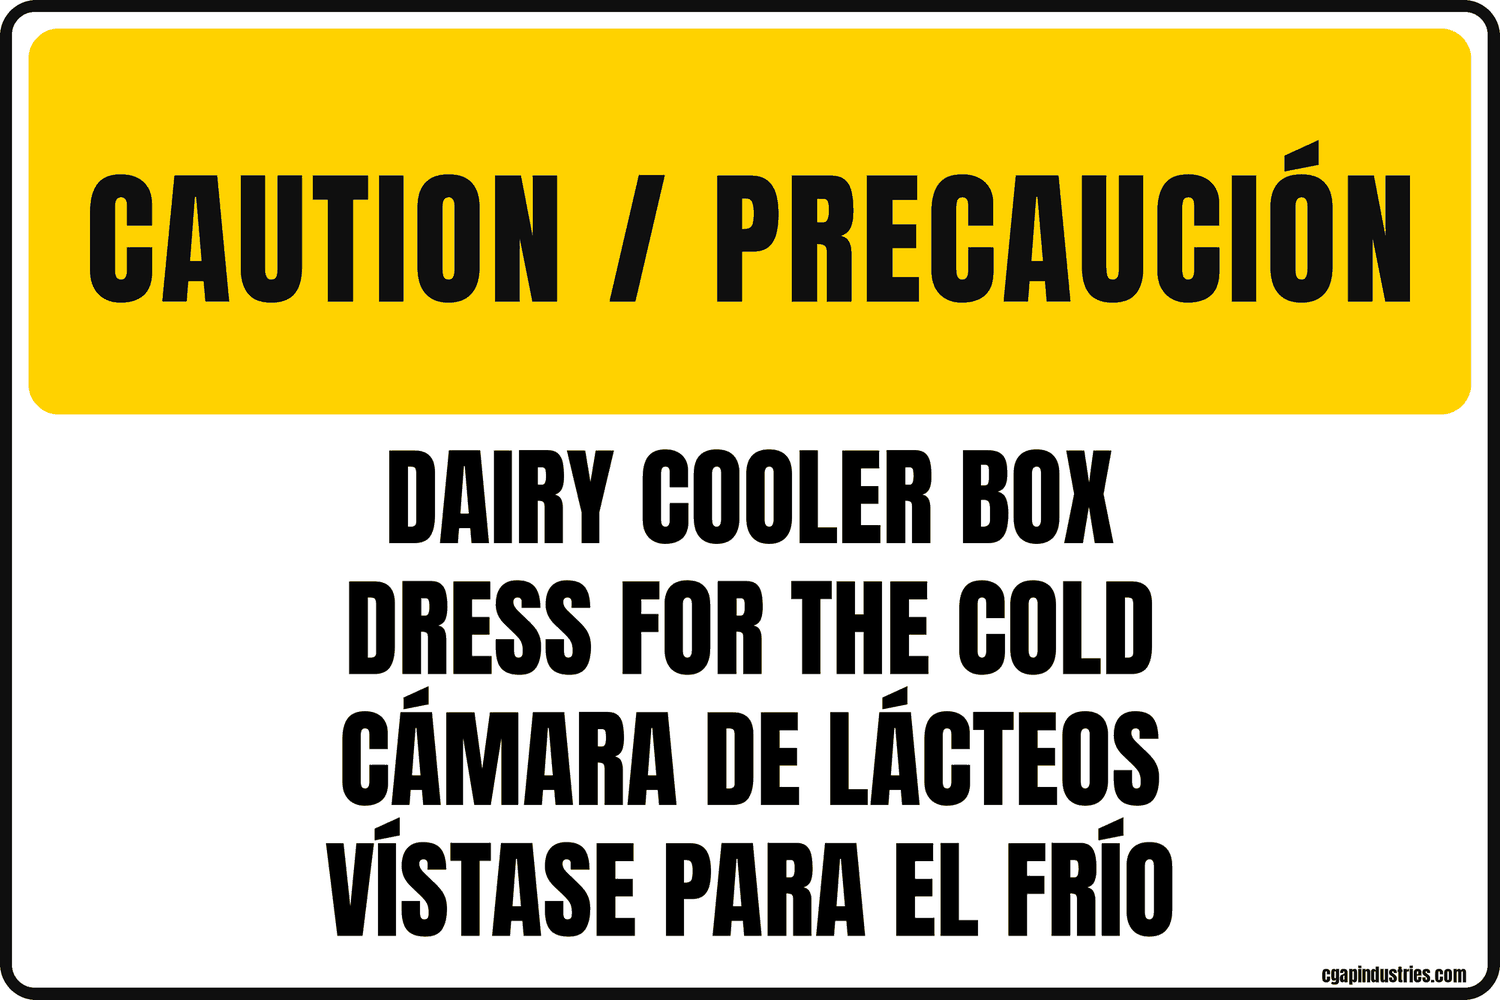 CAUTION / PRECAUCIÓN
DAIRY COOLER BOX
DRESS FOR THE COLD
CÁMARA DE LÁCTEOS
VÍSTASE PARA EL FRÍO
cgapindustries.com